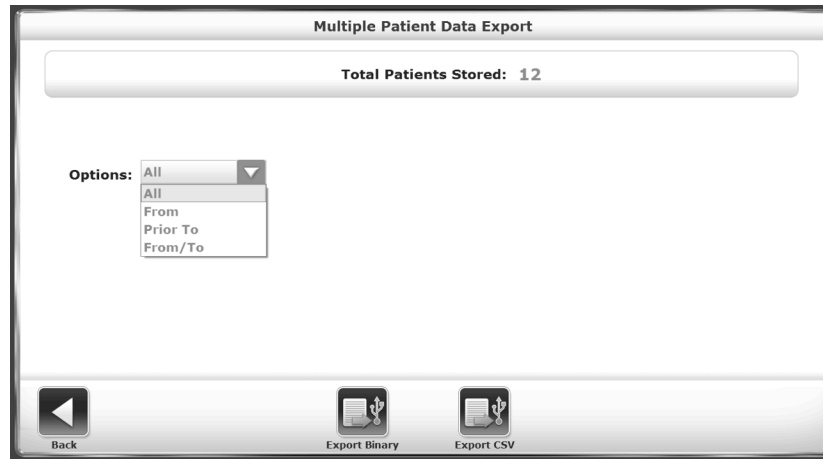 Multiple Patient Data Export
Total Patients Stored: 12
Options: All
All
From
Prior To
From/To
Back Export Binary Export CSV